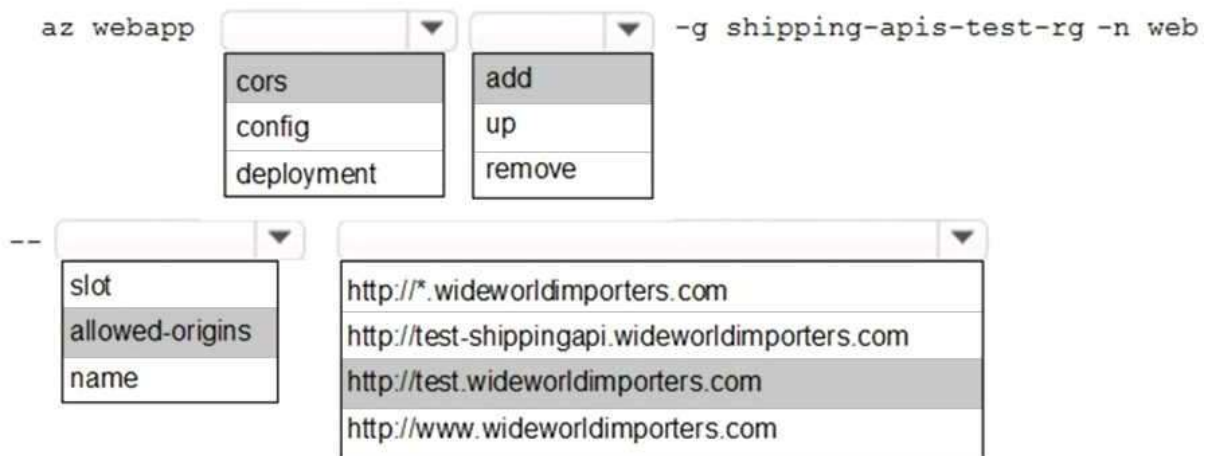 az webapp -g shipping-apis-test-rg -n web
cors
config
deployment
add
up
remove
--
slot
allowed-origins
name
http://*.wideworldimporters.com
http://test-shippingapi.wideworldimporters.com
http://test.wideworldimporters.com
http://www.wideworldimporters.com